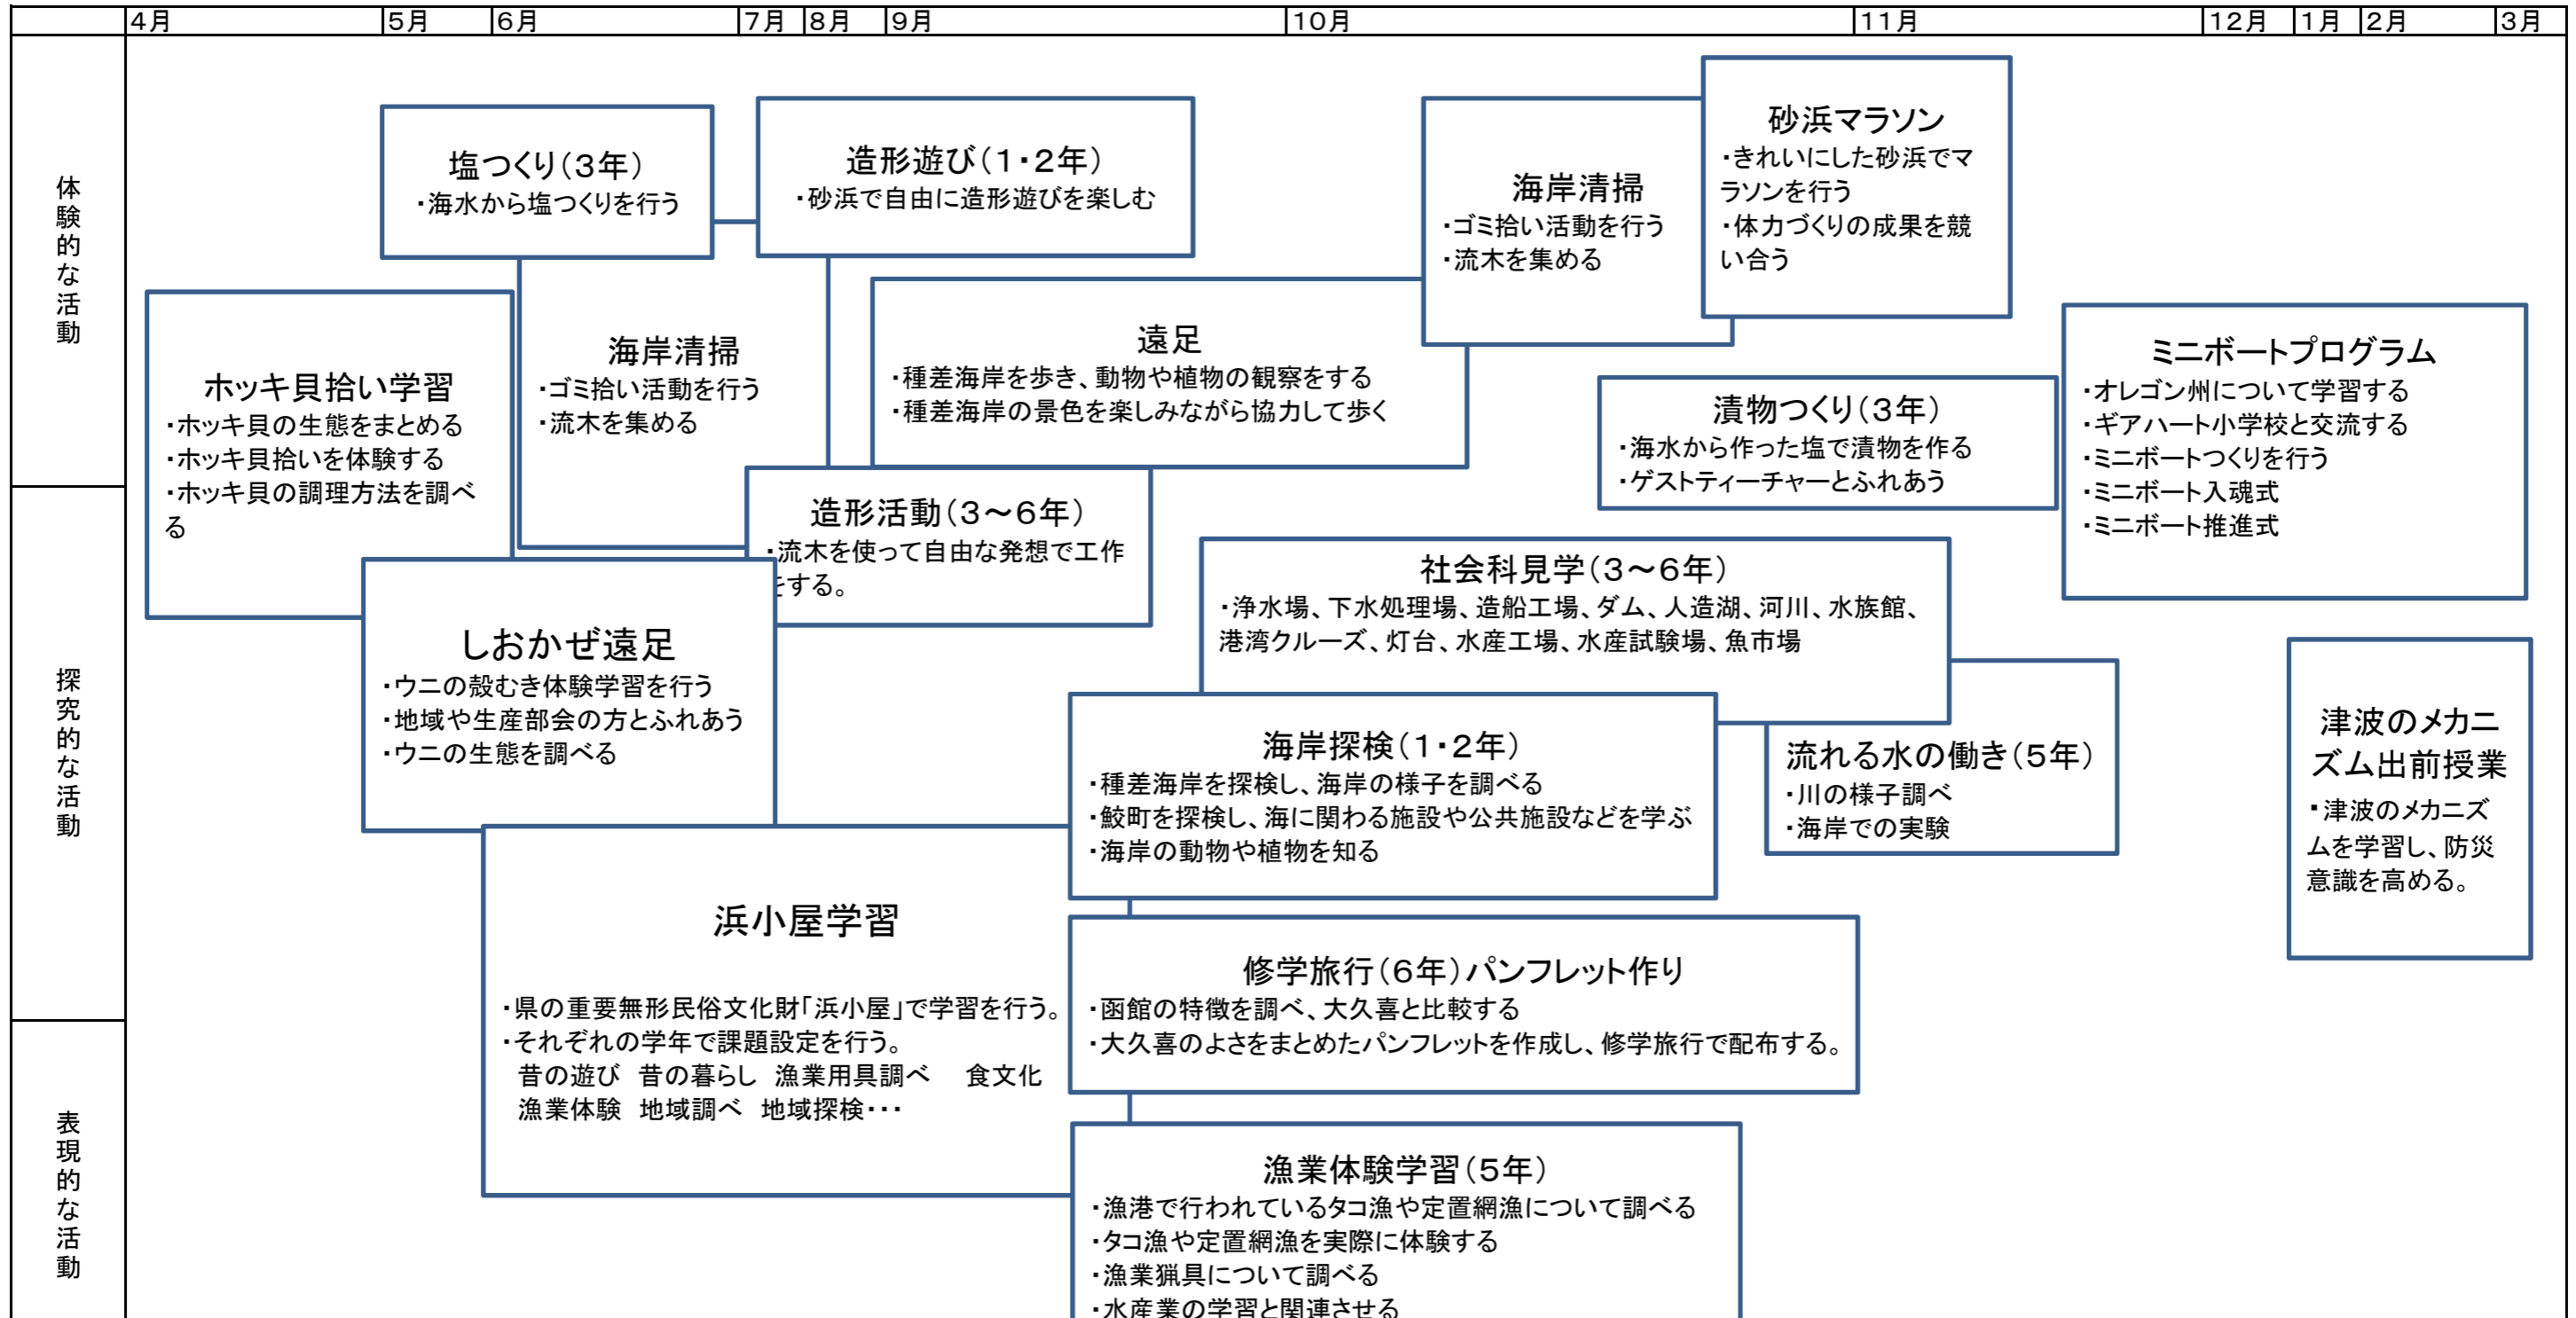 4月 5月 6月 7月 8月 9月 10月 11月 12月 1月 2月 3月
体験的な活動
塩つくり（3年）
・海水から塩つくりを行う
造形遊び（1・2年）
・砂浜で自由に造形遊びを楽しむ
海岸清掃
・ゴミ拾い活動を行う
・流木を集める
砂浜マラソン
・きれいにした砂浜でマ
ラソンを行う
・体力づくりの成果を競
い合う
ホッキ貝拾い学習
・ホッキ貝の生態をまとめる
・ホッキ貝拾いを体験する
・ホッキ貝の調理方法を調べ
る
海岸清掃
・ゴミ拾い活動を行う
・流木を集める
遠足
・種差海岸を歩き、動物や植物の観察をする
・種差海岸の景色を楽しみながら協力して歩く
漬物つくり（3年）
・海水から作った塩で漬物を作る
・ゲストティーチャーとふれあう
ミニボートプログラム
・オレゴン州について学習する
・ギアハート小学校と交流する
・ミニボートつくりを行う
・ミニボート入魂式
・ミニボート推進式
探究的な活動
造形活動（3～6年）
・流木を使って自由な発想で工作
をする。
しおかぜ遠足
・ウニの殻むき体験学習を行う
・地域や生産部会の方とふれあう
・ウニの生態を調べる
社会科見学（3～6年）
・浄水場、下水処理場、造船工場、ダム、人造湖、河川、水族館、
港湾クルーズ、灯台、水産工場、水産試験場、魚市場
海岸探検（1・2年）
・種差海岸を探検し、海岸の様子を調べる
・鮫町を探検し、海に関わる施設や公共施設などを学ぶ
・海岸の動物や植物を知る
流れる水の働き（5年）
・川の様子調べ
・海岸での実験
津波のメカニ
ズム出前授業
・津波のメカニズ
ムを学習し、防災
意識を高める。
浜小屋学習
・県の重要無形民俗文化財「浜小屋」で学習を行う。
・それぞれの学年で課題設定を行う。
昔の遊び 昔の暮らし 漁業用具調べ 食文化
漁業体験 地域調べ 地域探検・・・
修学旅行（6年）パンフレット作り
・函館の特徴を調べ、大久喜と比較する
・大久喜のよさをまとめたパンフレットを作成し、修学旅行で配布する。
表現的な活動
漁業体験学習（5年）
・漁港で行われているタコ漁や定置網漁について調べる
・タコ漁や定置網漁を実際に体験する
・漁業猟具について調べる
・水産業の学習と関連させる